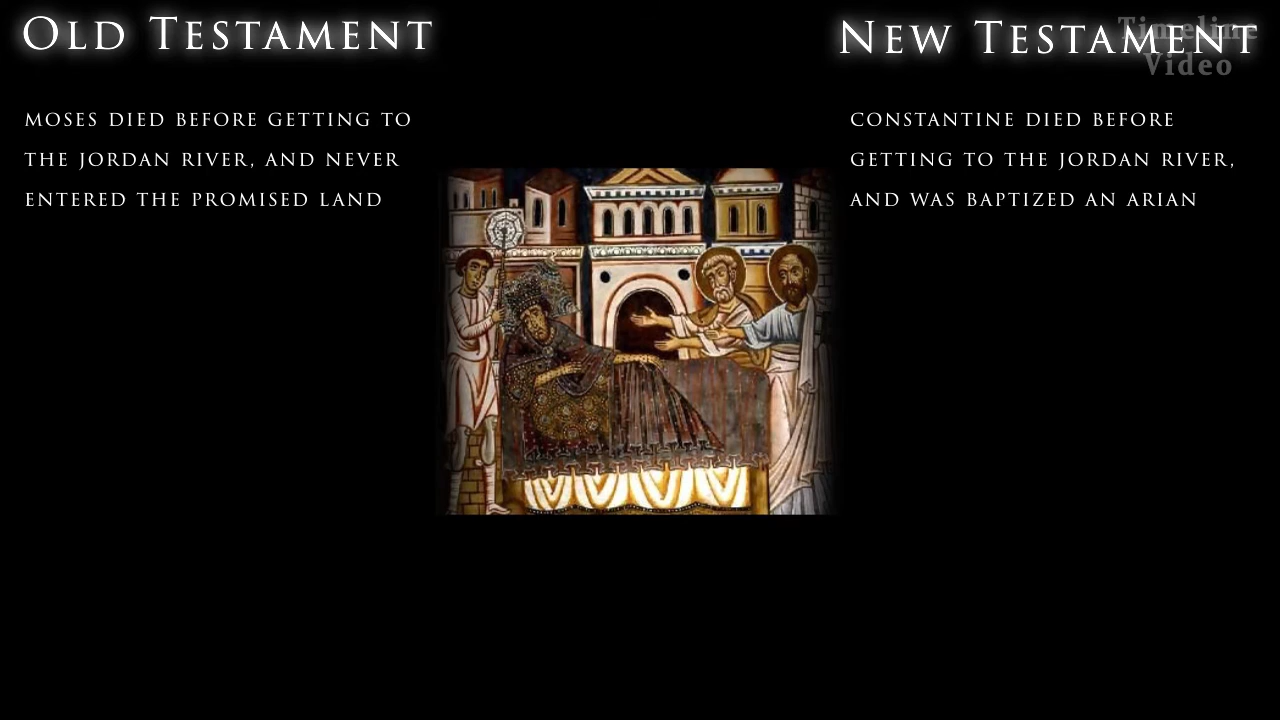 Old Testament
MOSES DIED BEFORE GETTING TO
THE JORDAN RIVER, AND NEVER
ENTERED THE PROMISED LAND
New Testament
Timeline
Video
CONSTANTINE DIED BEFORE
GETTING TO THE JORDAN RIVER,
AND WAS BAPTIZED AN ARIAN